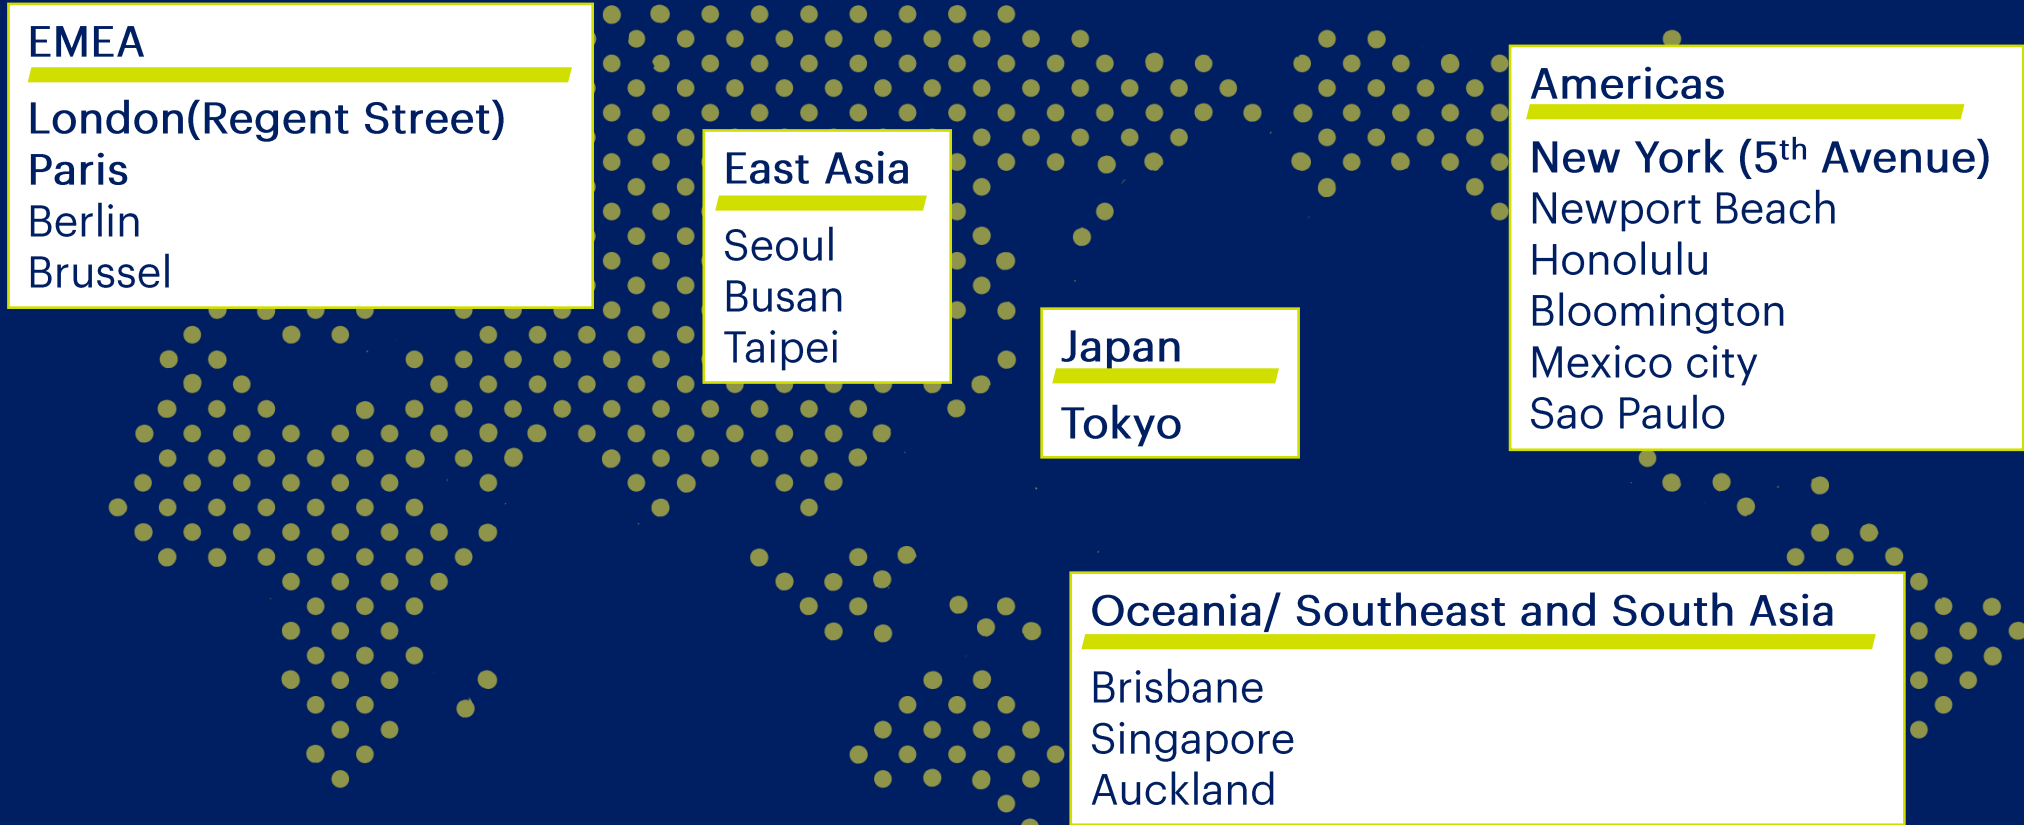 EMEA
London(Regent Street)
Paris
Berlin
Brussel
East Asia
Seoul
Busan
Taipei
Japan
Tokyo
Americas
New York (5th Avenue)
Newport Beach
Honolulu
Bloomington
Mexico city
Sao Paulo
Oceania/ Southeast and South Asia
Brisbane
Singapore
Auckland